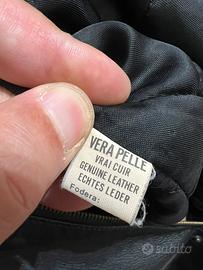 VERA PELLE
VRAI CUIR
GENUINE LEATHER
ECHTES LEDER
Fodera:
subito